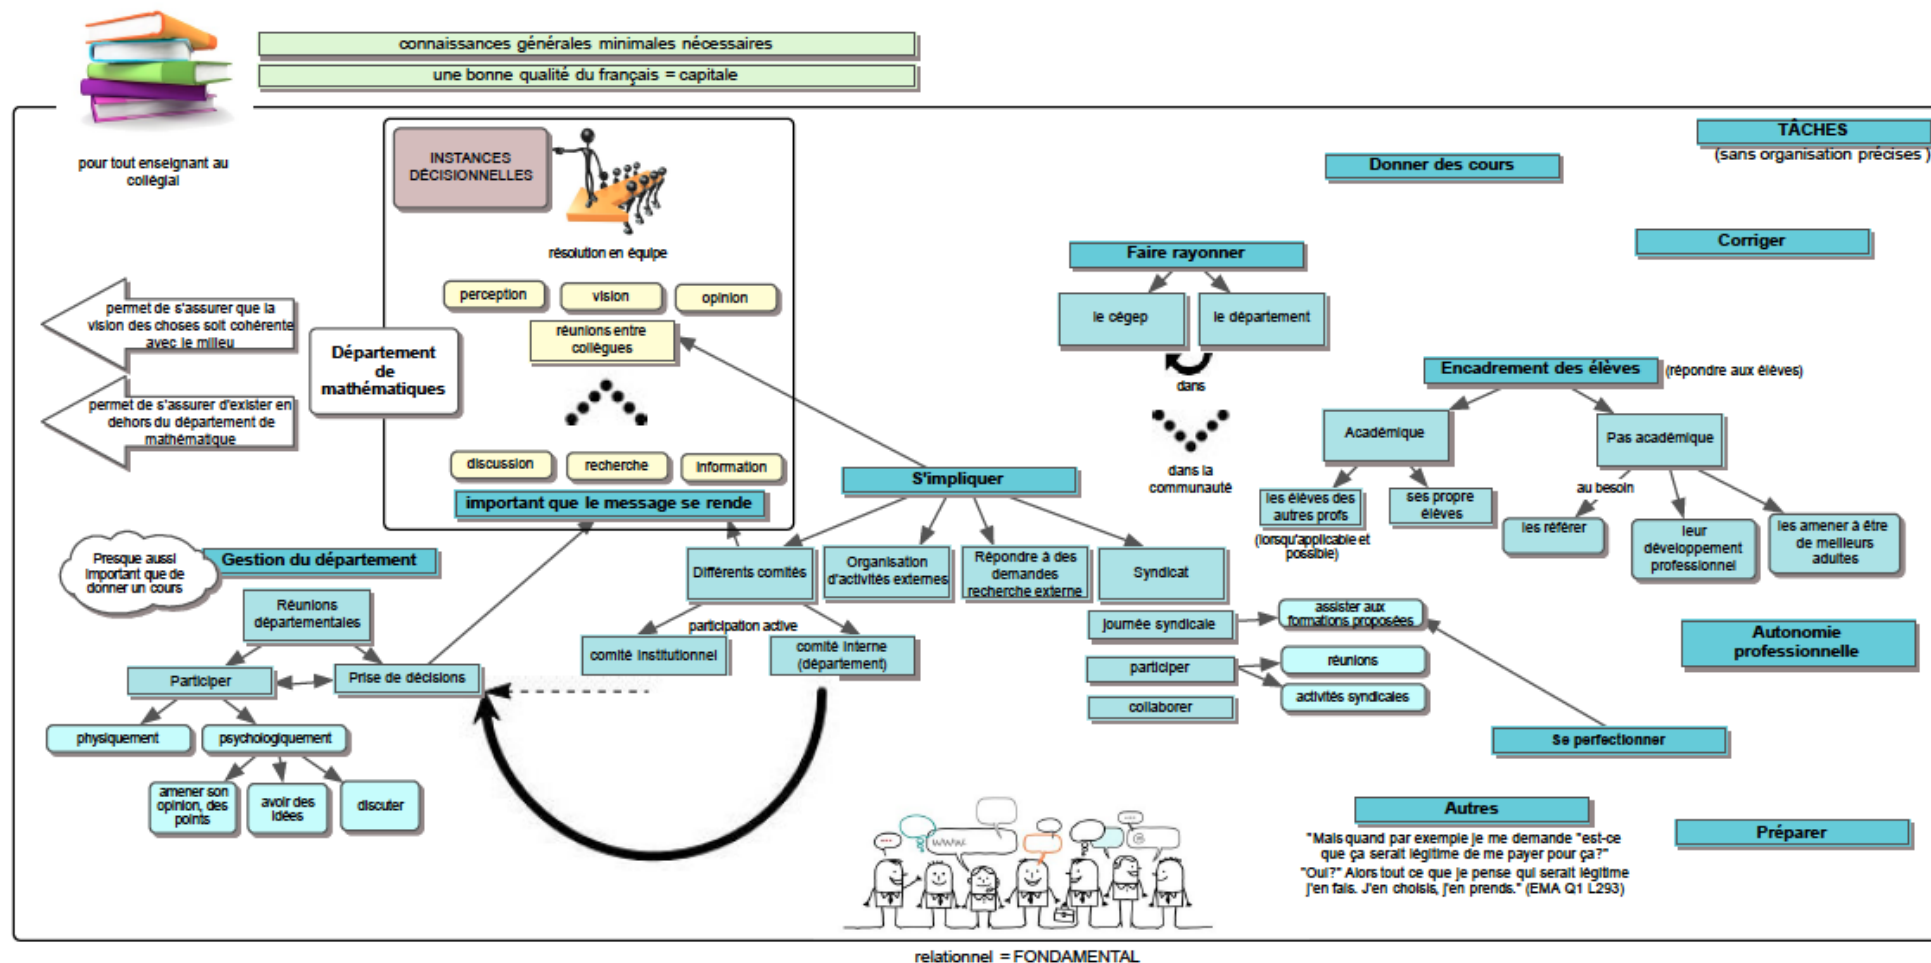 connaissances générales minimales nécessaires
une bonne qualité du français = capitale
pour tout enseignant au
collégial
TÂCHES
(sans organisation précises )
INSTANCES
DÉCISIONNELLES
résolution en équipe
perception
vision
opinion
réunions entre
collègues
discussion
recherche
information
important que le message se rende
permet de s'assurer que la
vision des choses soit cohérente
avec le milieu
permet de s'assurer d'exister en
dehors du département de
mathématique
Département
de
mathématiques
Donner des cours
Corriger
Faire rayonner
le cégep
le département
dans
dans la
communauté
Encadrement des élèves
(répondre aux élèves)
Académique
Pas académique
les élèves des
autres profs
(lorsqu'applicable et
possible)
ses propre
élèves
au besoin
les référer
leur
développement
professionnel
les amener à être
de meilleurs
adultes
S'impliquer
Différents comités
Organisation
d'activités externes
Répondre à des
demandes
recherche externe
Syndicat
participation active
comité institutionnel
comité interne
(département)
journée syndicale
assister aux
formations proposées
participer
réunions
activités syndicales
collaborer
Presque aussi
important que de
donner un cours
Gestion du département
Réunions
départementales
Participer
Prise de décisions
physiquement
psychologiquement
amener son
opinion, des
points
avoir des
idées
discuter
Autonomie
professionnelle
Se perfectionner
Autres
"Mais quand par exemple je me demande "est-ce
que ça serait légitime de me payer pour ça?"
"Oui?" Alors tout ce que je pense qui serait légitime
j'en fais. J'en choisis, j'en prends." (EMA Q1 L293)
Préparer
relationnel = FONDAMENTAL